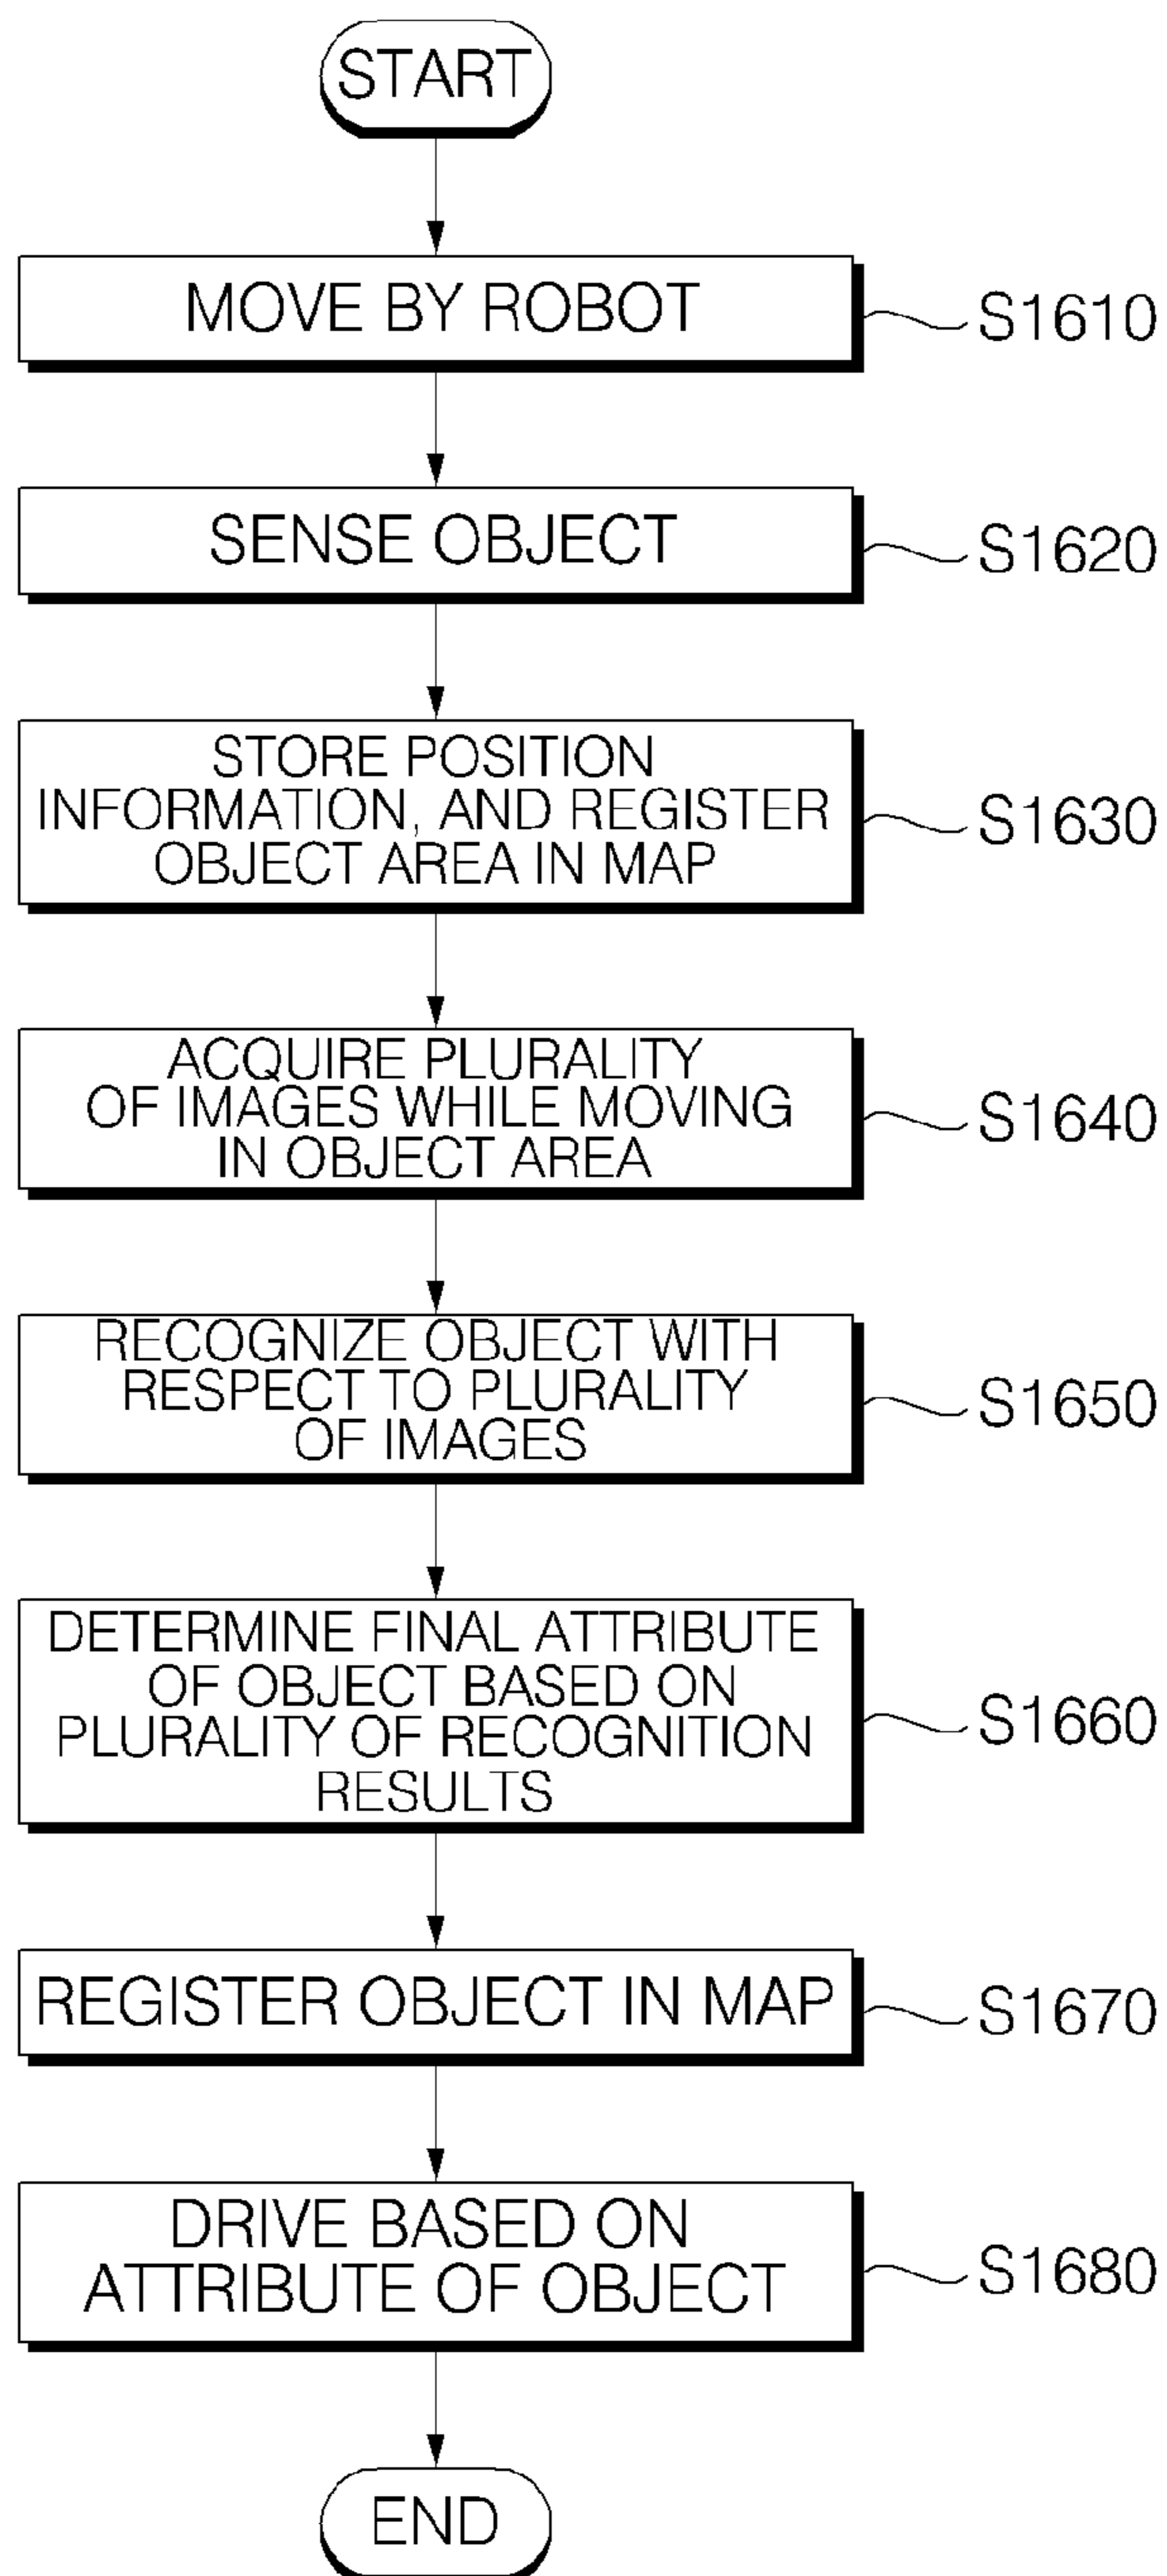 START
MOVE BY ROBOT
S1610
SENSE OBJECT
S1620
STORE POSITION
INFORMATION, AND REGISTER
OBJECT AREA IN MAP
S1630
ACQUIRE PLURALITY
OF IMAGES WHILE MOVING
IN OBJECT AREA
S1640
RECOGNIZE OBJECT WITH
RESPECT TO PLURALITY
OF IMAGES
S1650
DETERMINE FINAL ATTRIBUTE
OF OBJECT BASED ON
PLURALITY OF RECOGNITION
RESULTS
S1660
REGISTER OBJECT IN MAP
S1670
DRIVE BASED ON
ATTRIBUTE OF OBJECT
S1680
END